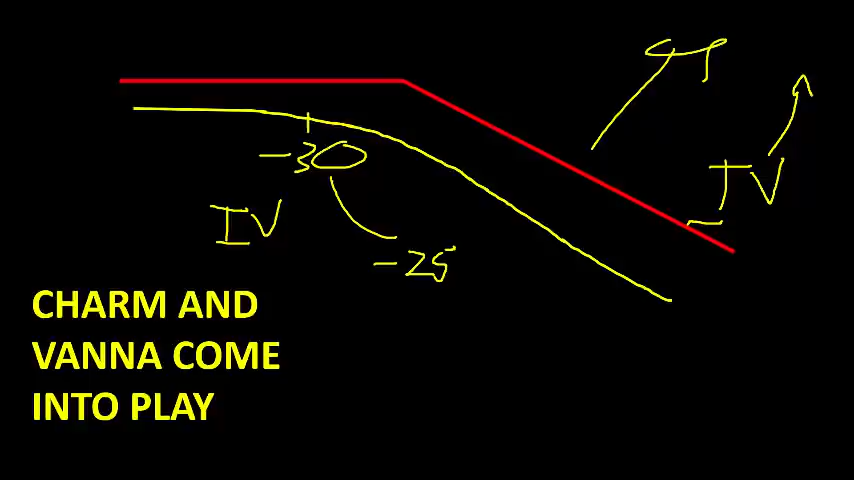 -30
IV
IV
-25
CHARM AND
VANNA COME
INTO PLAY